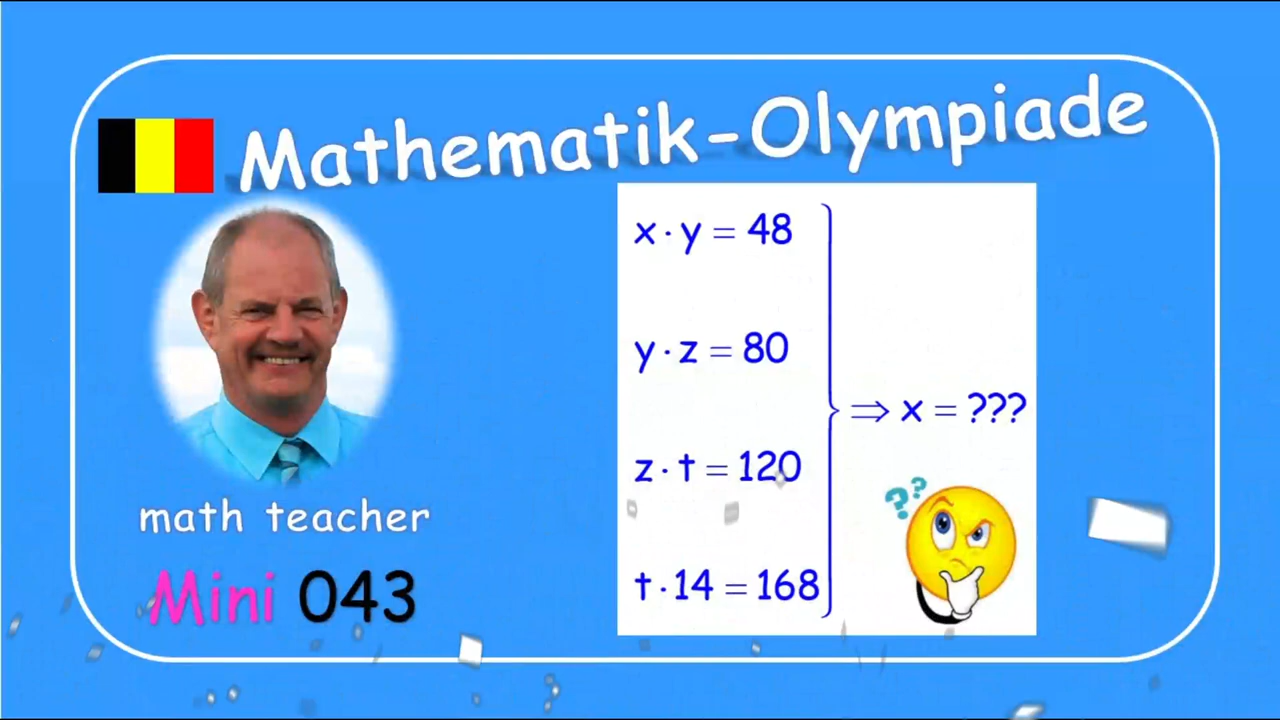 Mathematik-Olympiade
x · y = 48
y · z = 80
⇒ x = ???
z · t = 120
??
math teacher
t · 14 = 168
Mini 043